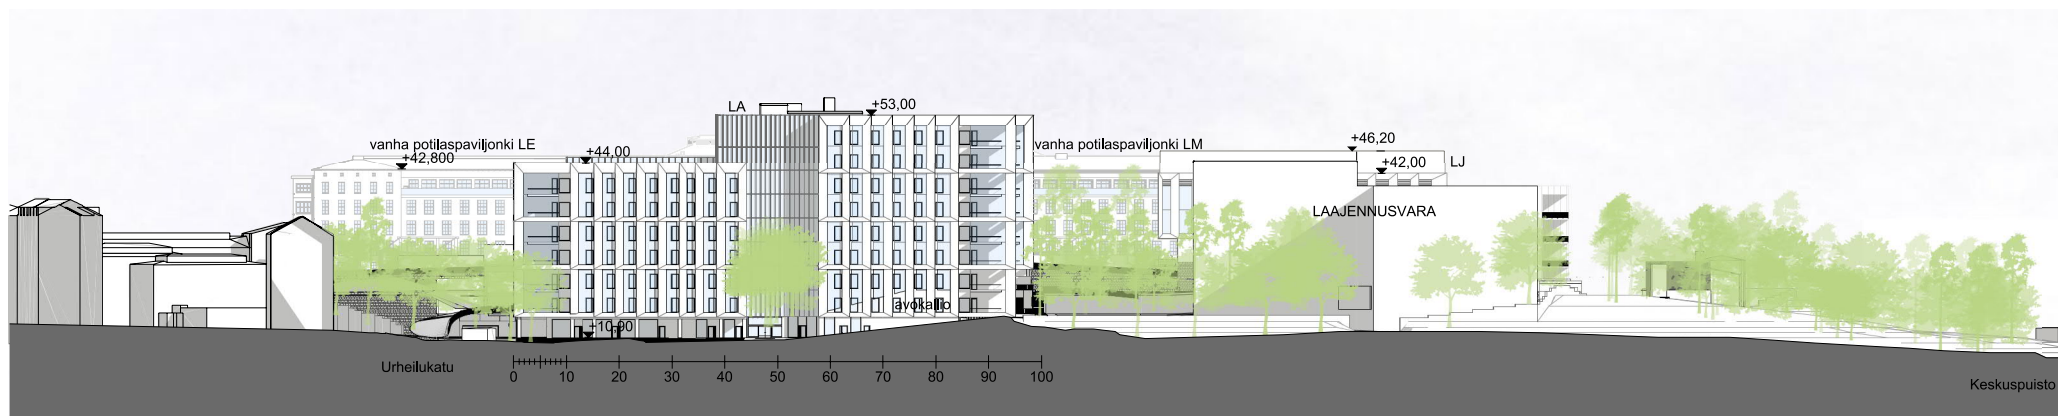 LA
+53,00
vanha potilaspaviljonki LE
+42,800
+44,00
vanha potilaspaviljonki LM
+46,20
+42,00
LJ
LAAJENNUSVARA
avokallio
+10,90
Urheilukatu
0 10 20 30 40 50 60 70 80 90 100
Keskuspuisto